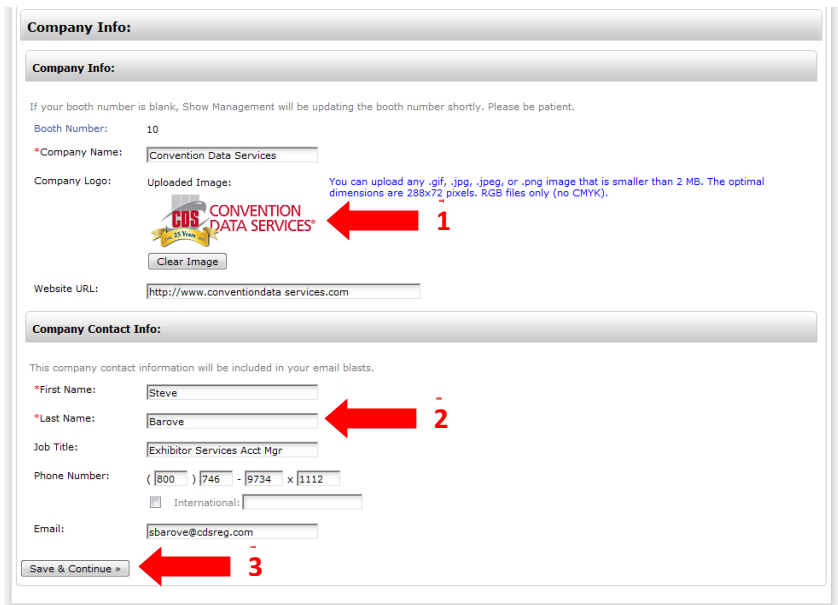 Company Info:
Company Info:
If your booth number is blank, Show Management will be updating the booth number shortly. Please be patient.
Booth Number: 10
*Company Name: Convention Data Services
Company Logo: Uploaded Image: You can upload any .gif, .jpg, .jpeg, or .png image that is smaller than 2 MB. The optimal
dimensions are 288x72 pixels. RGB files only (no CMYK).
CDS CONVENTION
DATA SERVICES®
25 Years
1
Clear Image
Website URL: http://www.conventiondata services.com
Company Contact Info:
This company contact information will be included in your email blasts.
*First Name: Steve
*Last Name: Barove
2
Job Title: Exhibitor Services Acct Mgr
Phone Number: ( 800 ) 746 - 9734 x 1112
International:
Email: sbarove@cdsreg.com
Save & Continue »
3